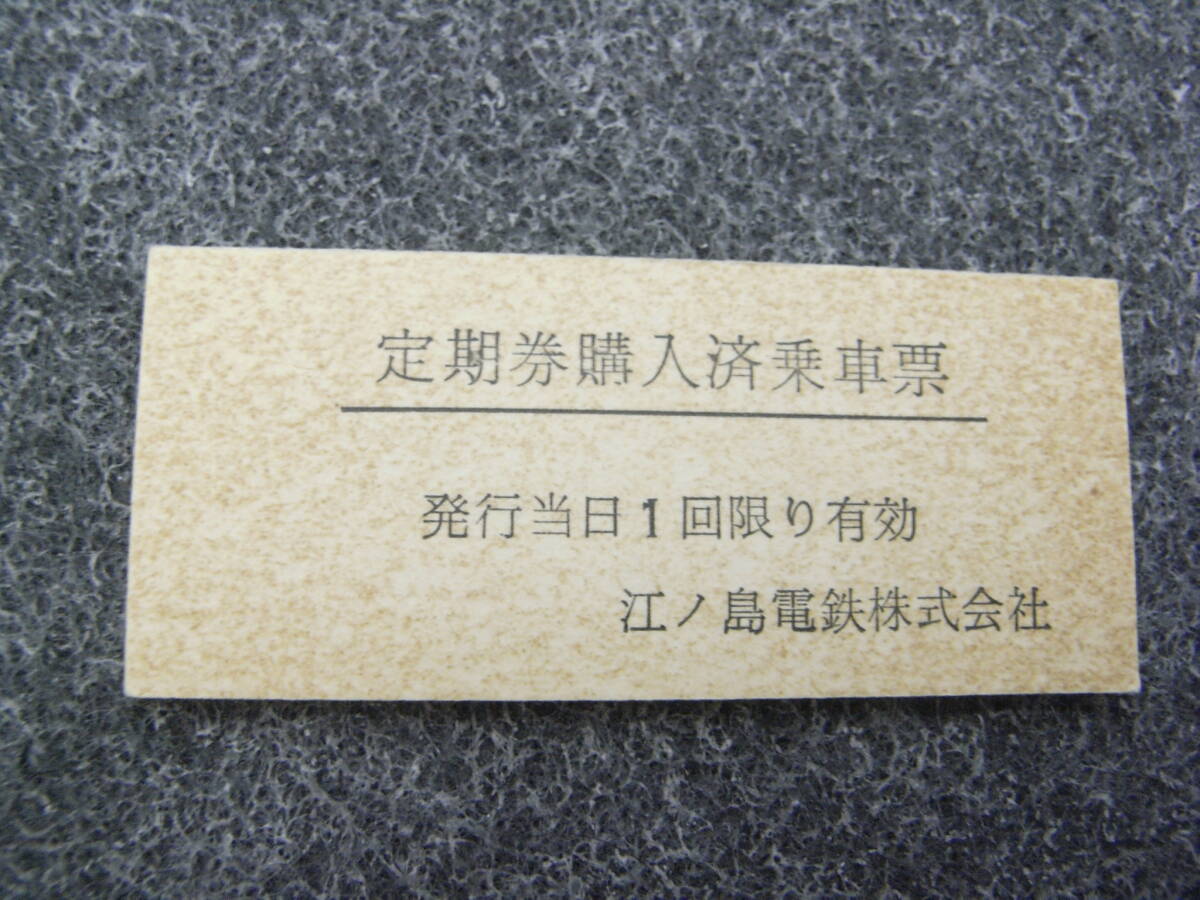 定期券購入済乗車票
発行当日1回限り有効
江ノ島電鉄株式会社